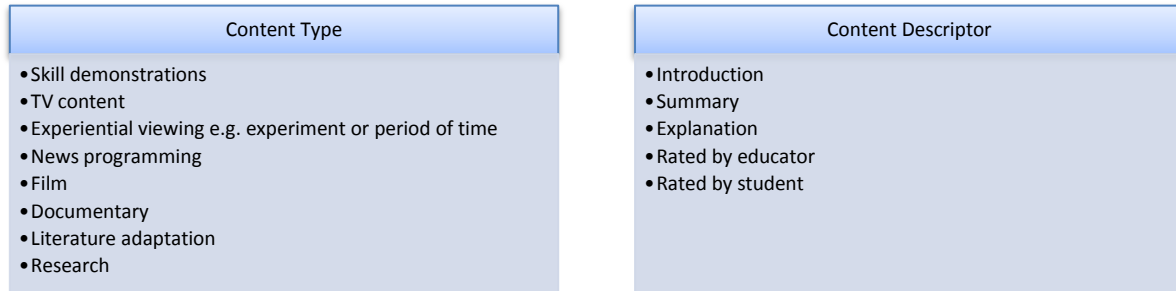 Content Type
•Skill demonstrations
•TV content
•Experiential viewing e.g. experiment or period of time
•News programming
•Film
•Documentary
•Literature adaptation
•Research
Content Descriptor
•Introduction
•Summary
•Explanation
•Rated by educator
•Rated by student